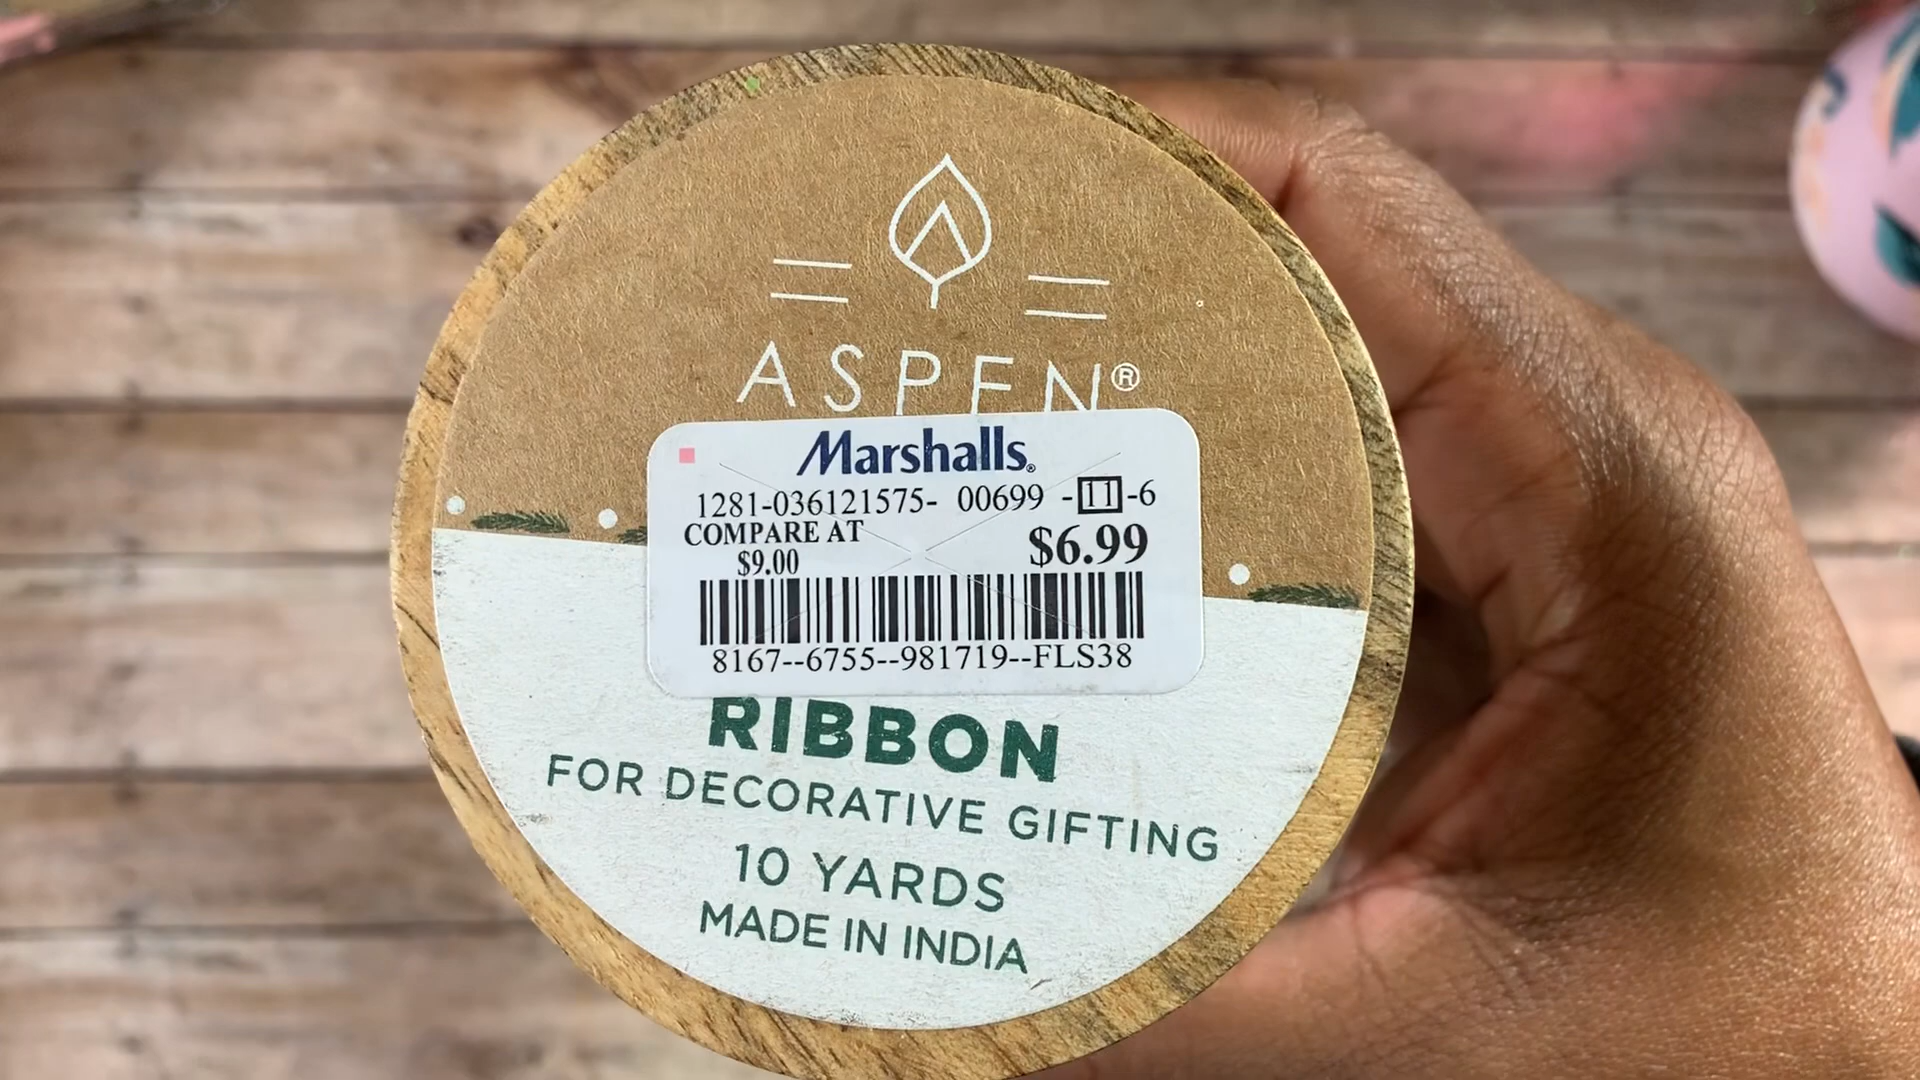 ASPEN®
Marshalls®
1281-036121575- 00699 -11-6
COMPARE AT
$9.00
$6.99
8167--6755--981719--FLS38
RIBBON
FOR DECORATIVE GIFTING
10 YARDS
MADE IN INDIA